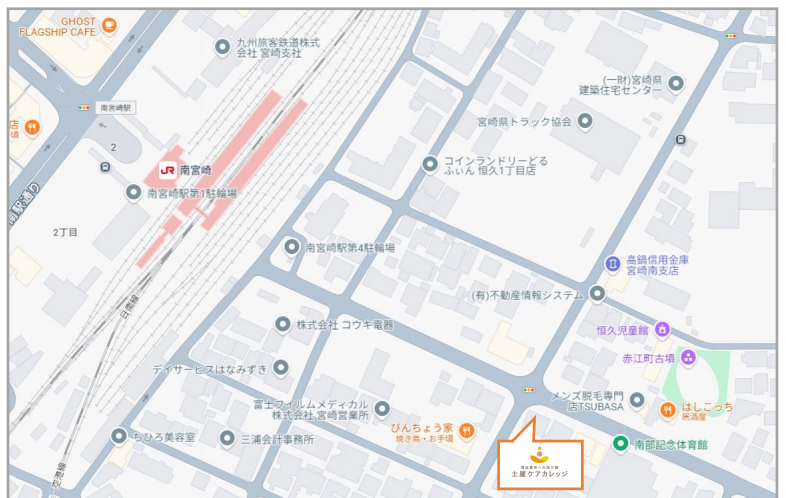 GHOST
FLAGSHIP CAFE
九州旅客鉄道株式
会社 宮崎支社
(一財)宮崎県
建築住宅センター
南宮崎駅
店
頃
宮崎県トラック協会
2
JR 南宮崎
コインランドリーどる
ふぃん 恒久1丁目店
南宮崎駅第1駐輪場
南駅通り
2丁目
南宮崎駅第4駐輪場
高鍋信用金庫
宮崎南支店
(有)不動産情報システム
日南線
株式会社 コウキ電器
恒久児童館
赤江町古墳
デイサービスはなみずき
メンズ脱毛専門
店TSUBASA
富士フイルムメディカル
株式会社 宮崎営業所
はしこっち
居酒屋
びんちょう家
焼き鳥・お手頃
ちひろ美容室
三浦会計事務所
南部記念体育館
土屋ケアカレッジ
空港線